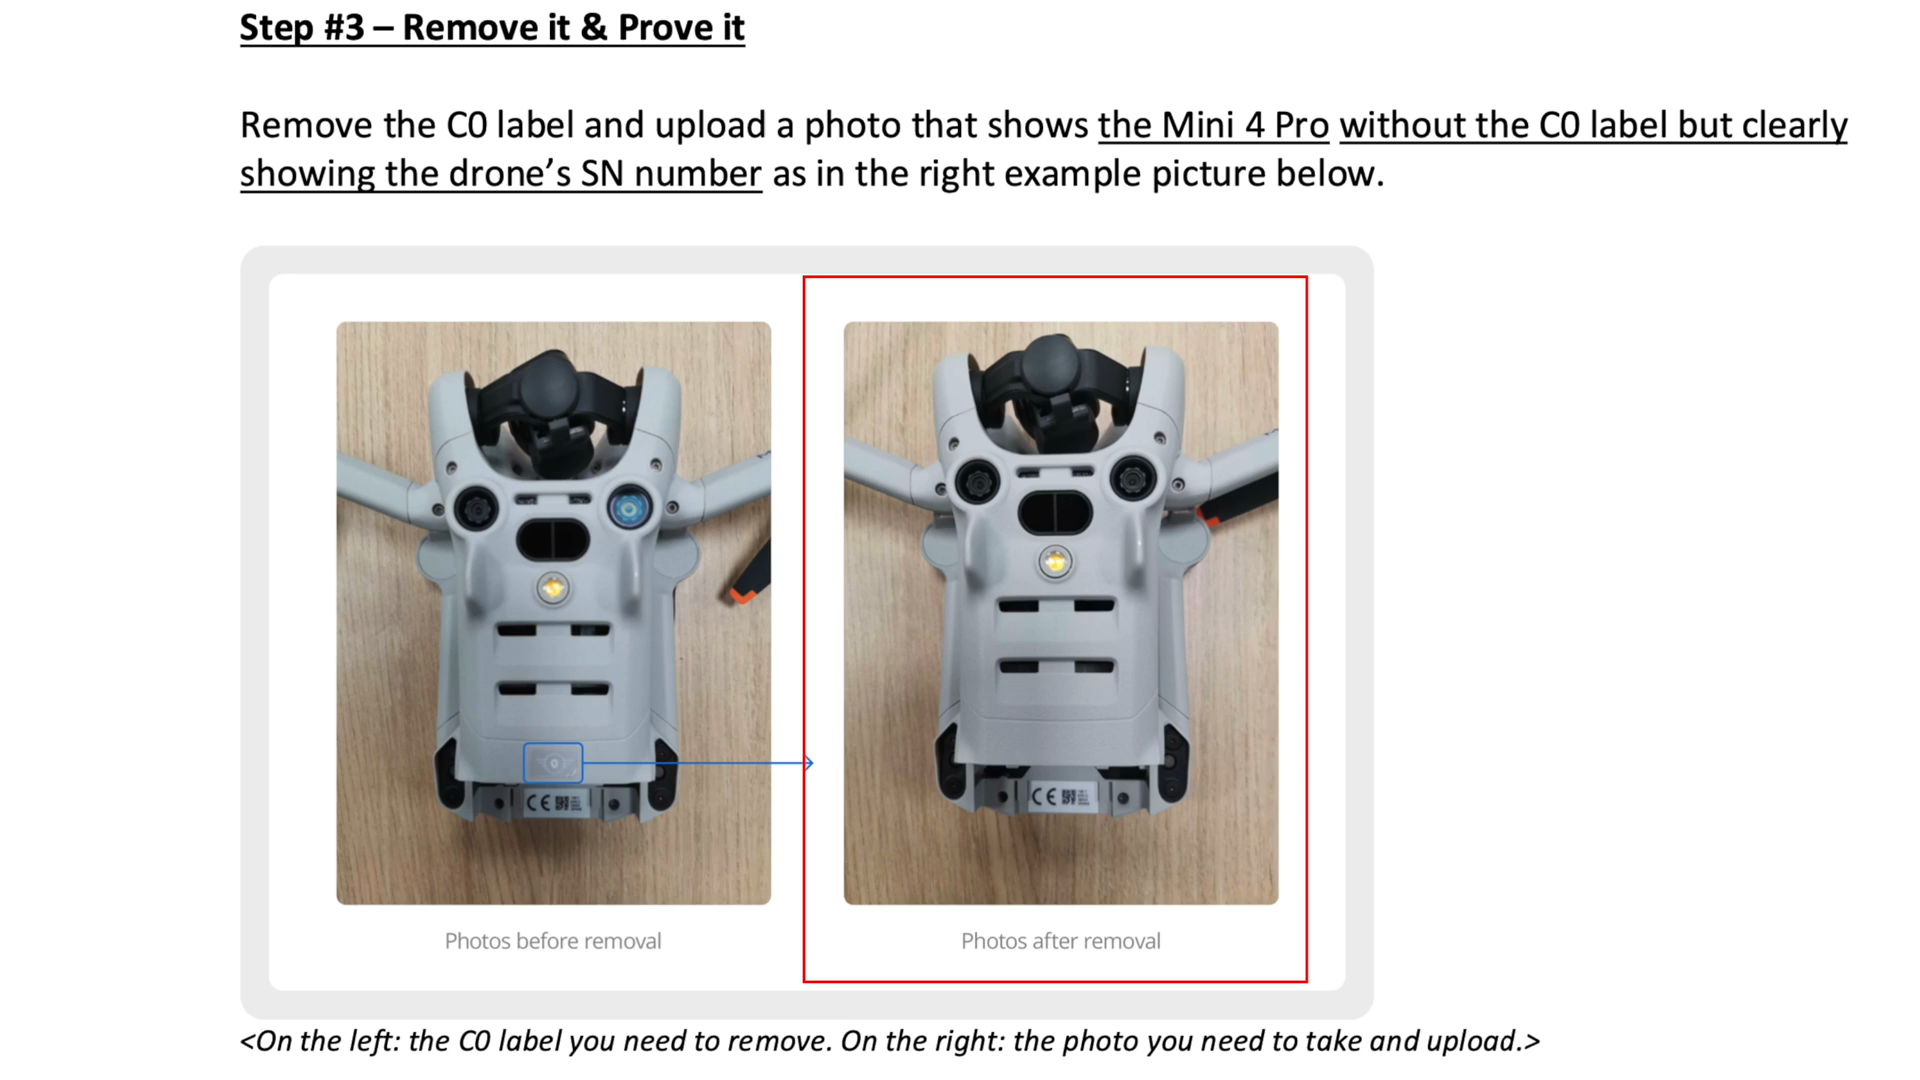 Step #3 – Remove it & Prove it
Remove the C0 label and upload a photo that shows the Mini 4 Pro without the C0 label but clearly
showing the drone’s SN number as in the right example picture below.
0
CE
CE
Photos before removal
Photos after removal
<On the left: the C0 label you need to remove. On the right: the photo you need to take and upload.>